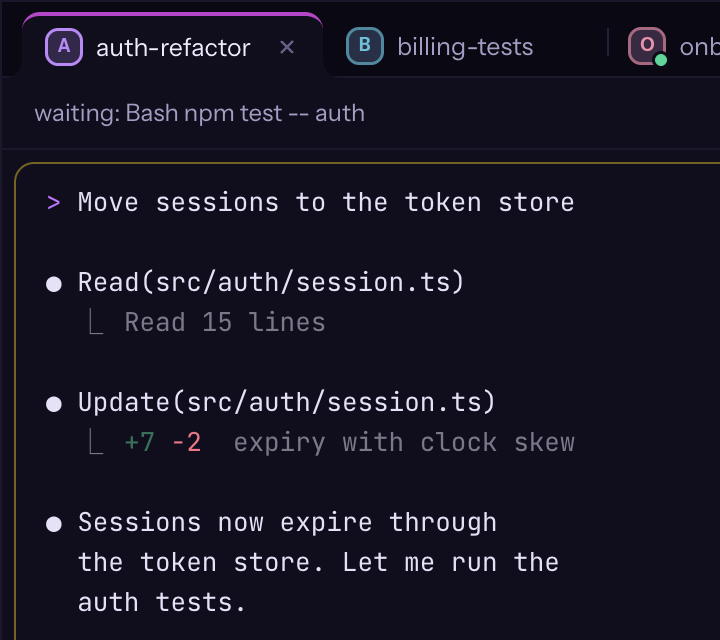 A auth-refactor × B billing-tests O onb
waiting: Bash npm test -- auth
> Move sessions to the token store
● Read(src/auth/session.ts)
⎿ Read 15 lines
● Update(src/auth/session.ts)
⎿ +7 -2 expiry with clock skew
● Sessions now expire through
the token store. Let me run the
auth tests.